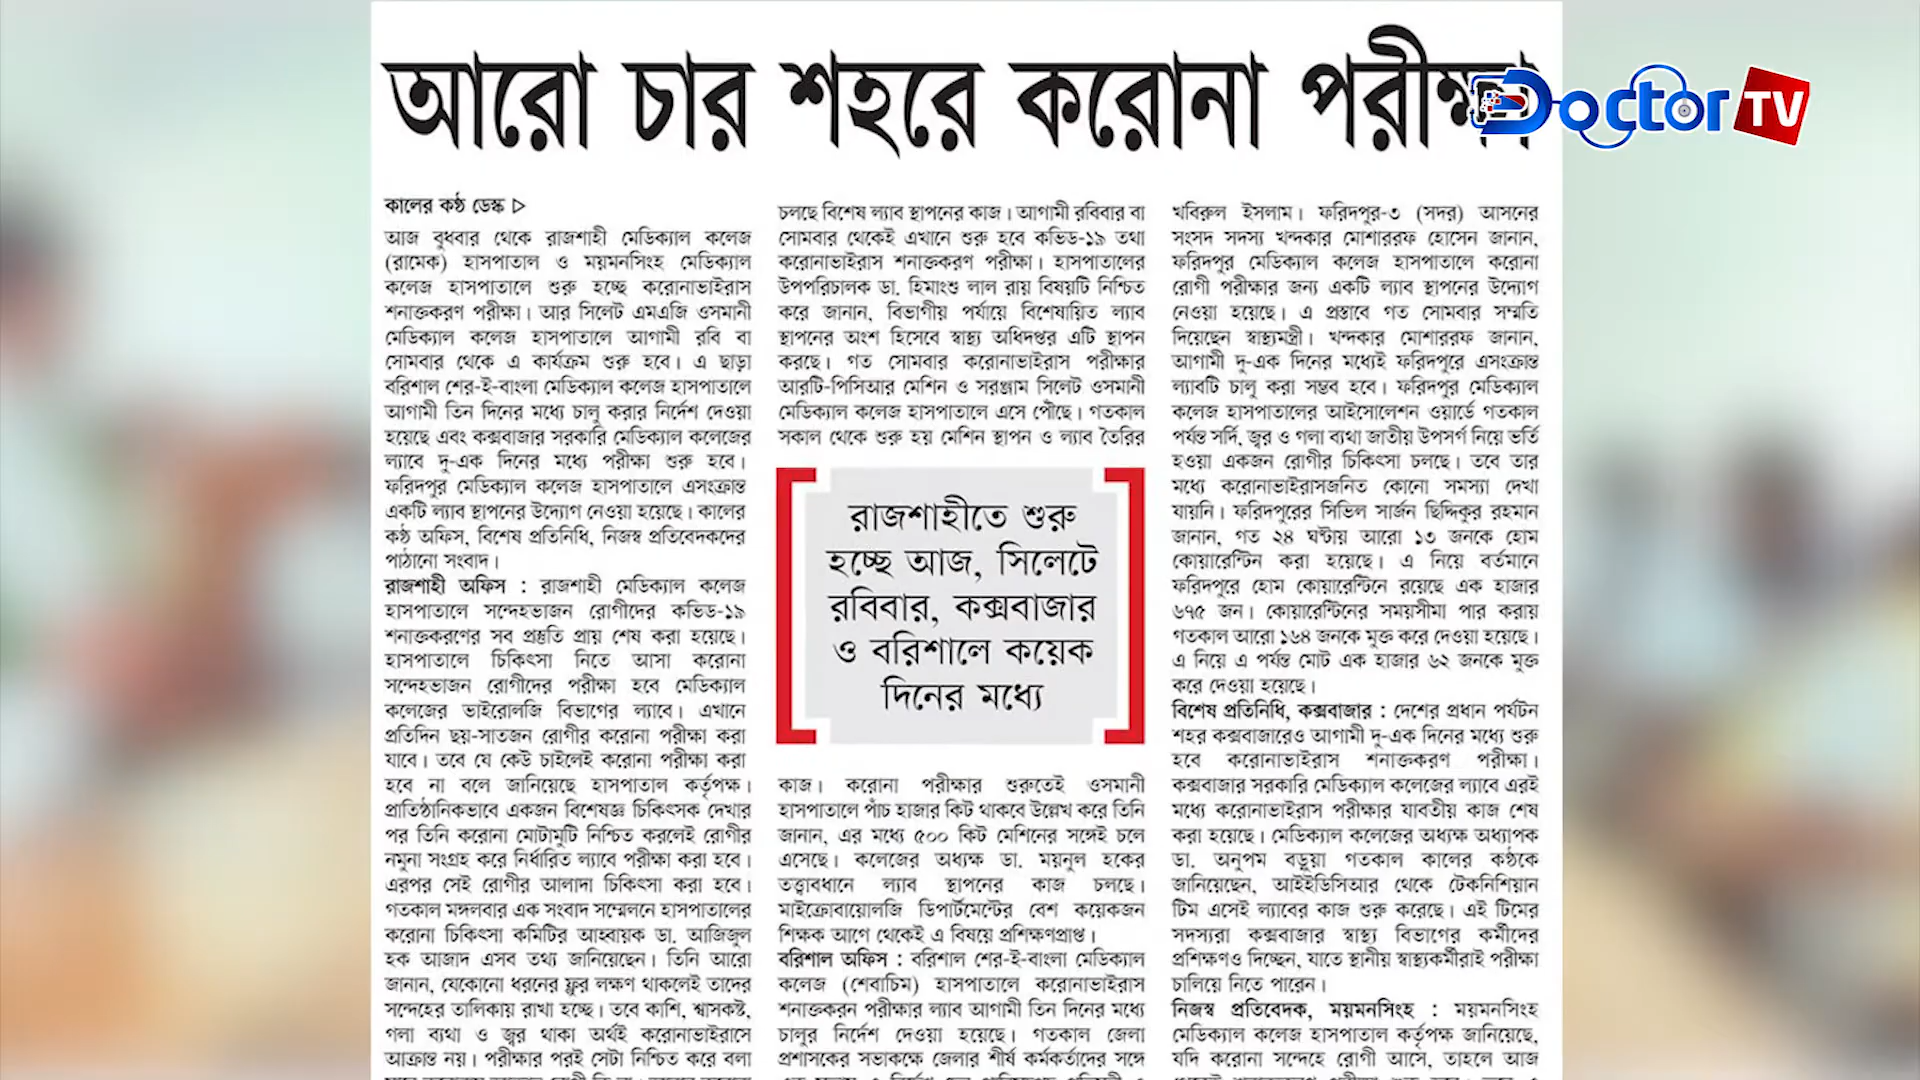 আরো চার শহরে করোনা পরীক্ষা
Doctor TV
কালের কণ্ঠ ডেস্ক ▷
আজ বুধবার থেকে রাজশাহী মেডিক্যাল কলেজ
(রামেক) হাসপাতাল ও ময়মনসিংহ মেডিক্যাল
কলেজ হাসপাতালে শুরু হচ্ছে করোনাভাইরাস
শনাক্তকরণ পরীক্ষা। আর সিলেট এমএজি ওসমানী
মেডিক্যাল কলেজ হাসপাতালে আগামী রবি বা
সোমবার থেকে এ কার্যক্রম শুরু হবে। এ ছাড়া
বরিশাল শের-ই-বাংলা মেডিক্যাল কলেজ হাসপাতালে
আগামী তিন দিনের মধ্যে চালু করার নির্দেশ দেওয়া
হয়েছে এবং কক্সবাজার সরকারি মেডিক্যাল কলেজের
ল্যাবে দু-এক দিনের মধ্যে পরীক্ষা শুরু হবে।
ফরিদপুর মেডিক্যাল কলেজ হাসপাতালে এসংক্রান্ত
একটি ল্যাব স্থাপনের উদ্যোগ নেওয়া হয়েছে। কালের
কণ্ঠ অফিস, বিশেষ প্রতিনিধি, নিজস্ব প্রতিবেদকদের
পাঠানো সংবাদ।
রাজশাহী অফিস : রাজশাহী মেডিক্যাল কলেজ
হাসপাতালে সন্দেহভাজন রোগীদের কভিড-১৯
শনাক্তকরণের সব প্রস্তুতি প্রায় শেষ করা হয়েছে।
হাসপাতালে চিকিৎসা নিতে আসা করোনা
সন্দেহভাজন রোগীদের পরীক্ষা হবে মেডিক্যাল
কলেজের ভাইরোলজি বিভাগের ল্যাবে। এখানে
প্রতিদিন ছয়-সাতজন রোগীর করোনা পরীক্ষা করা
যাবে। তবে যে কেউ চাইলেই করোনা পরীক্ষা করা
হবে না বলে জানিয়েছে হাসপাতাল কর্তৃপক্ষ।
প্রাতিষ্ঠানিকভাবে একজন বিশেষজ্ঞ চিকিৎসক দেখার
পর তিনি করোনা মোটামুটি নিশ্চিত করলেই রোগীর
নমুনা সংগ্রহ করে নির্ধারিত ল্যাবে পরীক্ষা করা হবে।
এরপর সেই রোগীর আলাদা চিকিৎসা করা হবে।
গতকাল মঙ্গলবার এক সংবাদ সম্মেলনে হাসপাতালের
করোনা চিকিৎসা কমিটির আহ্বায়ক ডা. আজিজুল
হক আজাদ এসব তথ্য জানিয়েছেন। তিনি আরো
জানান, যেকোনো ধরনের ফ্লুর লক্ষণ থাকলেই তাদের
সন্দেহের তালিকায় রাখা হচ্ছে। তবে কাশি, শ্বাসকষ্ট,
গলা ব্যথা ও জ্বর থাকা অর্থই করোনাভাইরাসে
আক্রান্ত নয়। পরীক্ষার পরই সেটা নিশ্চিত করে বলা
চলছে বিশেষ ল্যাব স্থাপনের কাজ। আগামী রবিবার বা
সোমবার থেকেই এখানে শুরু হবে কভিড-১৯ তথা
করোনাভাইরাস শনাক্তকরণ পরীক্ষা। হাসপাতালের
উপপরিচালক ডা. হিমাংশু লাল রায় বিষয়টি নিশ্চিত
করে জানান, বিভাগীয় পর্যায়ে বিশেষায়িত ল্যাব
স্থাপনের অংশ হিসেবে স্বাস্থ্য অধিদপ্তর এটি স্থাপন
করছে। গত সোমবার করোনাভাইরাস পরীক্ষার
আরটি-পিসিআর মেশিন ও সরঞ্জাম সিলেট ওসমানী
মেডিক্যাল কলেজ হাসপাতালে এসে পৌঁছে। গতকাল
সকাল থেকে শুরু হয় মেশিন স্থাপন ও ল্যাব তৈরির
রাজশাহীতে শুরু
হচ্ছে আজ, সিলেটে
রবিবার, কক্সবাজার
ও বরিশালে কয়েক
দিনের মধ্যে
কাজ। করোনা পরীক্ষার শুরুতেই ওসমানী
হাসপাতালে পাঁচ হাজার কিট থাকবে উল্লেখ করে তিনি
জানান, এর মধ্যে ৫০০ কিট মেশিনের সঙ্গেই চলে
এসেছে। কলেজের অধ্যক্ষ ডা. ময়নুল হকের
তত্ত্বাবধানে ল্যাব স্থাপনের কাজ চলছে।
মাইক্রোবায়োলজি ডিপার্টমেন্টের বেশ কয়েকজন
শিক্ষক আগে থেকেই এ বিষয়ে প্রশিক্ষণপ্রাপ্ত।
বরিশাল অফিস : বরিশাল শের-ই-বাংলা মেডিক্যাল
কলেজ (শেবাচিম) হাসপাতালে করোনাভাইরাস
শনাক্তকরন পরীক্ষার ল্যাব আগামী তিন দিনের মধ্যে
চালুর নির্দেশ দেওয়া হয়েছে। গতকাল জেলা
প্রশাসকের সভাকক্ষে জেলার শীর্ষ কর্মকর্তাদের সঙ্গে
খবিরুল ইসলাম। ফরিদপুর-৩ (সদর) আসনের
সংসদ সদস্য খন্দকার মোশাররফ হোসেন জানান,
ফরিদপুর মেডিক্যাল কলেজ হাসপাতালে করোনা
রোগী পরীক্ষার জন্য একটি ল্যাব স্থাপনের উদ্যোগ
নেওয়া হয়েছে। এ প্রস্তাবে গত সোমবার সম্মতি
দিয়েছেন স্বাস্থ্যমন্ত্রী। খন্দকার মোশাররফ জানান,
আগামী দু-এক দিনের মধ্যেই ফরিদপুরে এসংক্রান্ত
ল্যাবটি চালু করা সম্ভব হবে। ফরিদপুর মেডিক্যাল
কলেজ হাসপাতালের আইসোলেশন ওয়ার্ডে গতকাল
পর্যন্ত সর্দি, জ্বর ও গলা ব্যথা জাতীয় উপসর্গ নিয়ে ভর্তি
হওয়া একজন রোগীর চিকিৎসা চলছে। তবে তার
মধ্যে করোনাভাইরাসজনিত কোনো সমস্যা দেখা
যায়নি। ফরিদপুরের সিভিল সার্জন ছিদ্দিকুর রহমান
জানান, গত ২৪ ঘণ্টায় আরো ১৩ জনকে হোম
কোয়ারেন্টিন করা হয়েছে। এ নিয়ে বর্তমানে
ফরিদপুরে হোম কোয়ারেন্টিনে রয়েছে এক হাজার
৬৭৫ জন। কোয়ারেন্টিনের সময়সীমা পার করায়
গতকাল আরো ১৬৪ জনকে মুক্ত করে দেওয়া হয়েছে।
এ নিয়ে এ পর্যন্ত মোট এক হাজার ৬২ জনকে মুক্ত
করে দেওয়া হয়েছে।
বিশেষ প্রতিনিধি, কক্সবাজার : দেশের প্রধান পর্যটন
শহর কক্সবাজারেও আগামী দু-এক দিনের মধ্যে শুরু
হবে করোনাভাইরাস শনাক্তকরণ পরীক্ষা।
কক্সবাজার সরকারি মেডিক্যাল কলেজের ল্যাবে এরই
মধ্যে করোনাভাইরাস পরীক্ষার যাবতীয় কাজ শেষ
করা হয়েছে। মেডিক্যাল কলেজের অধ্যক্ষ অধ্যাপক
ডা. অনুপম বড়ুয়া গতকাল কালের কণ্ঠকে
জানিয়েছেন, আইইডিসিআর থেকে টেকনিশিয়ান
টিম এসেই ল্যাবের কাজ শুরু করেছে। এই টিমের
সদস্যরা কক্সবাজার স্বাস্থ্য বিভাগের কর্মীদের
প্রশিক্ষণও দিচ্ছেন, যাতে স্থানীয় স্বাস্থ্যকর্মীরাই পরীক্ষা
চালিয়ে নিতে পারেন।
নিজস্ব প্রতিবেদক, ময়মনসিংহ : ময়মনসিংহ
মেডিক্যাল কলেজ হাসপাতাল কর্তৃপক্ষ জানিয়েছে,
যদি করোনা সন্দেহে রোগী আসে, তাহলে আজ